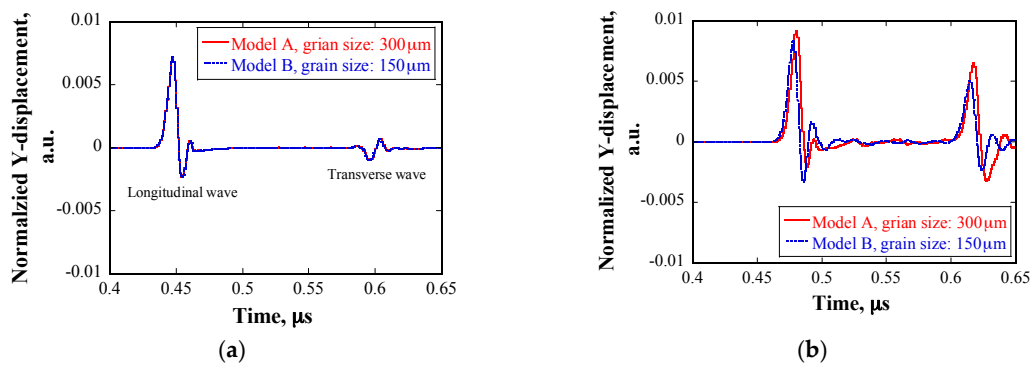 Normalzied Y-displacement,
a.u.
0.01
0.005
0
-0.005
-0.01
Model A, grian size: 300μm
Model B, grain size: 150μm
Longitudinal wave
Transverse wave
0.4 0.45 0.5 0.55 0.6 0.65
Time, μs
(a)
Normalized Y-displacement,
a.u.
0.01
0.005
0
-0.005
-0.01
Model A, grian size: 300μm
Model B, grain size: 150μm
0.4 0.45 0.5 0.55 0.6 0.65
Time, μs
(b)